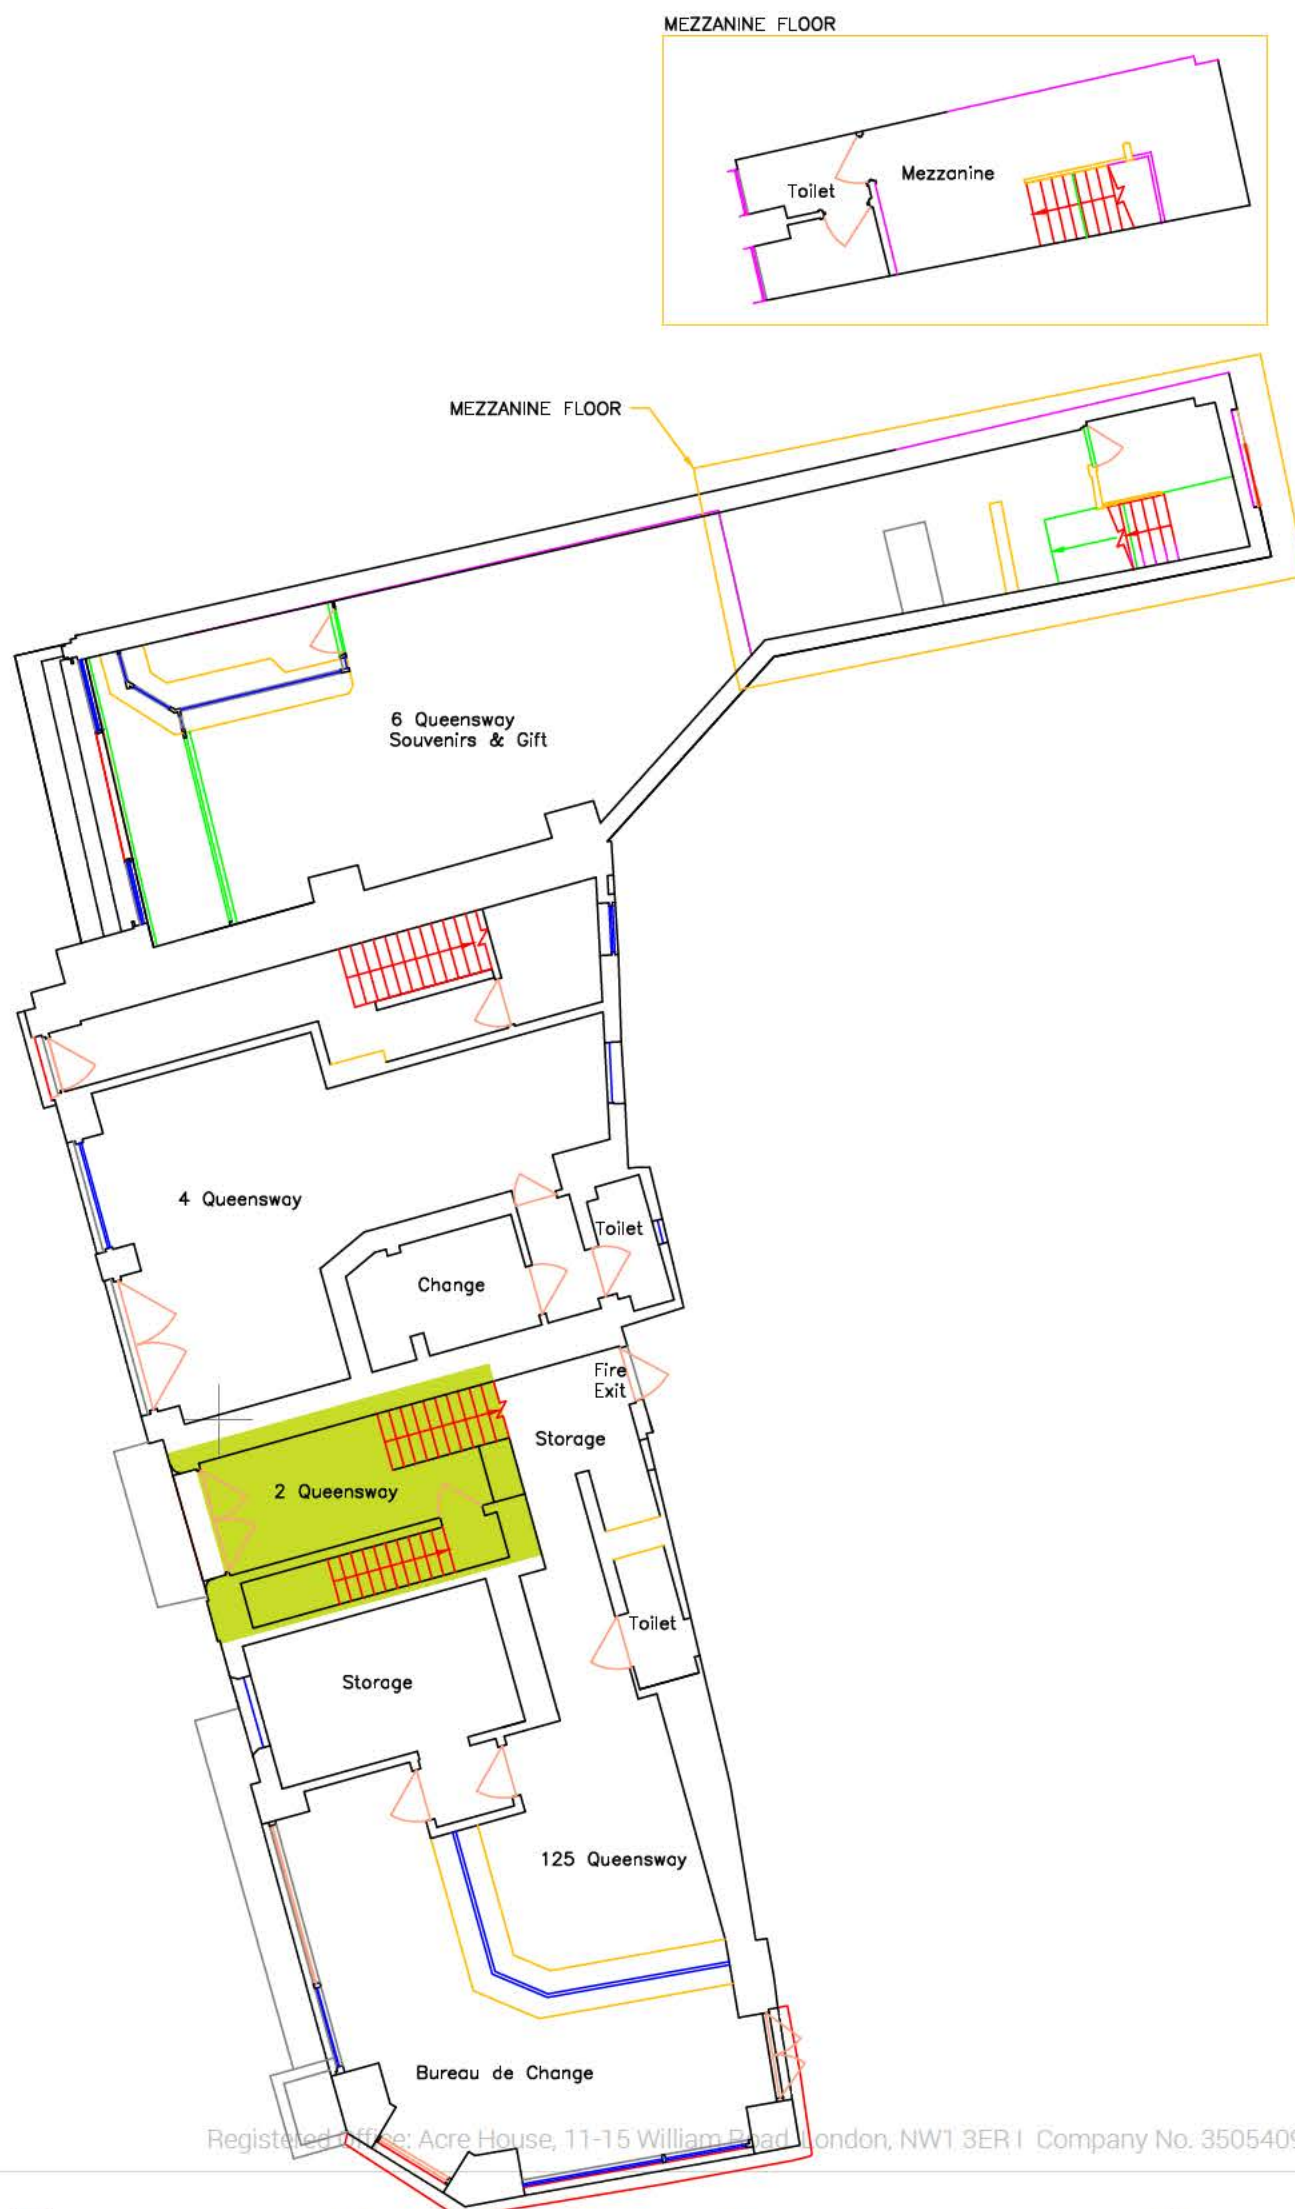 MEZZANINE FLOOR
Toilet
Mezzanine
MEZZANINE FLOOR
6 Queensway
Souvenirs & Gift
4 Queensway
Toilet
Change
Fire
Exit
Storage
2 Queensway
Toilet
Storage
125 Queensway
Bureau de Change
Registered office: Acre House, 11-15 William Road, London, NW1 3ER I Company No. 3505409